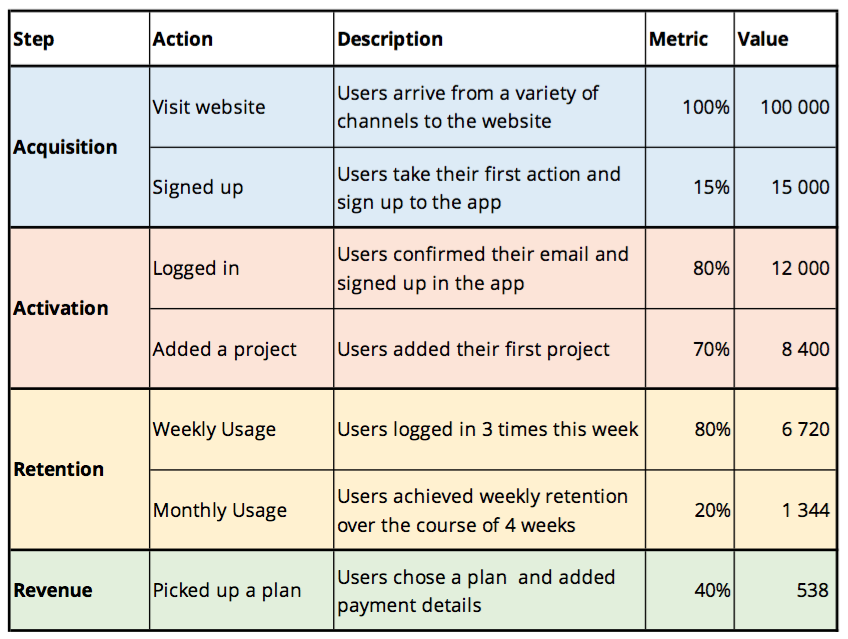 Step Action Description Metric Value
Acquisition
Visit website
Users arrive from a variety of
channels to the website
100% 100 000
Signed up
Users take their first action and
sign up to the app
15% 15 000
Activation
Logged in
Users confirmed their email and
signed up in the app
80% 12 000
Added a project Users added their first project 70% 8 400
Retention
Weekly Usage Users logged in 3 times this week 80% 6 720
Monthly Usage
Users achieved weekly retention
over the course of 4 weeks
20% 1 344
Revenue
Picked up a plan
Users chose a plan  and added
payment details
40% 538